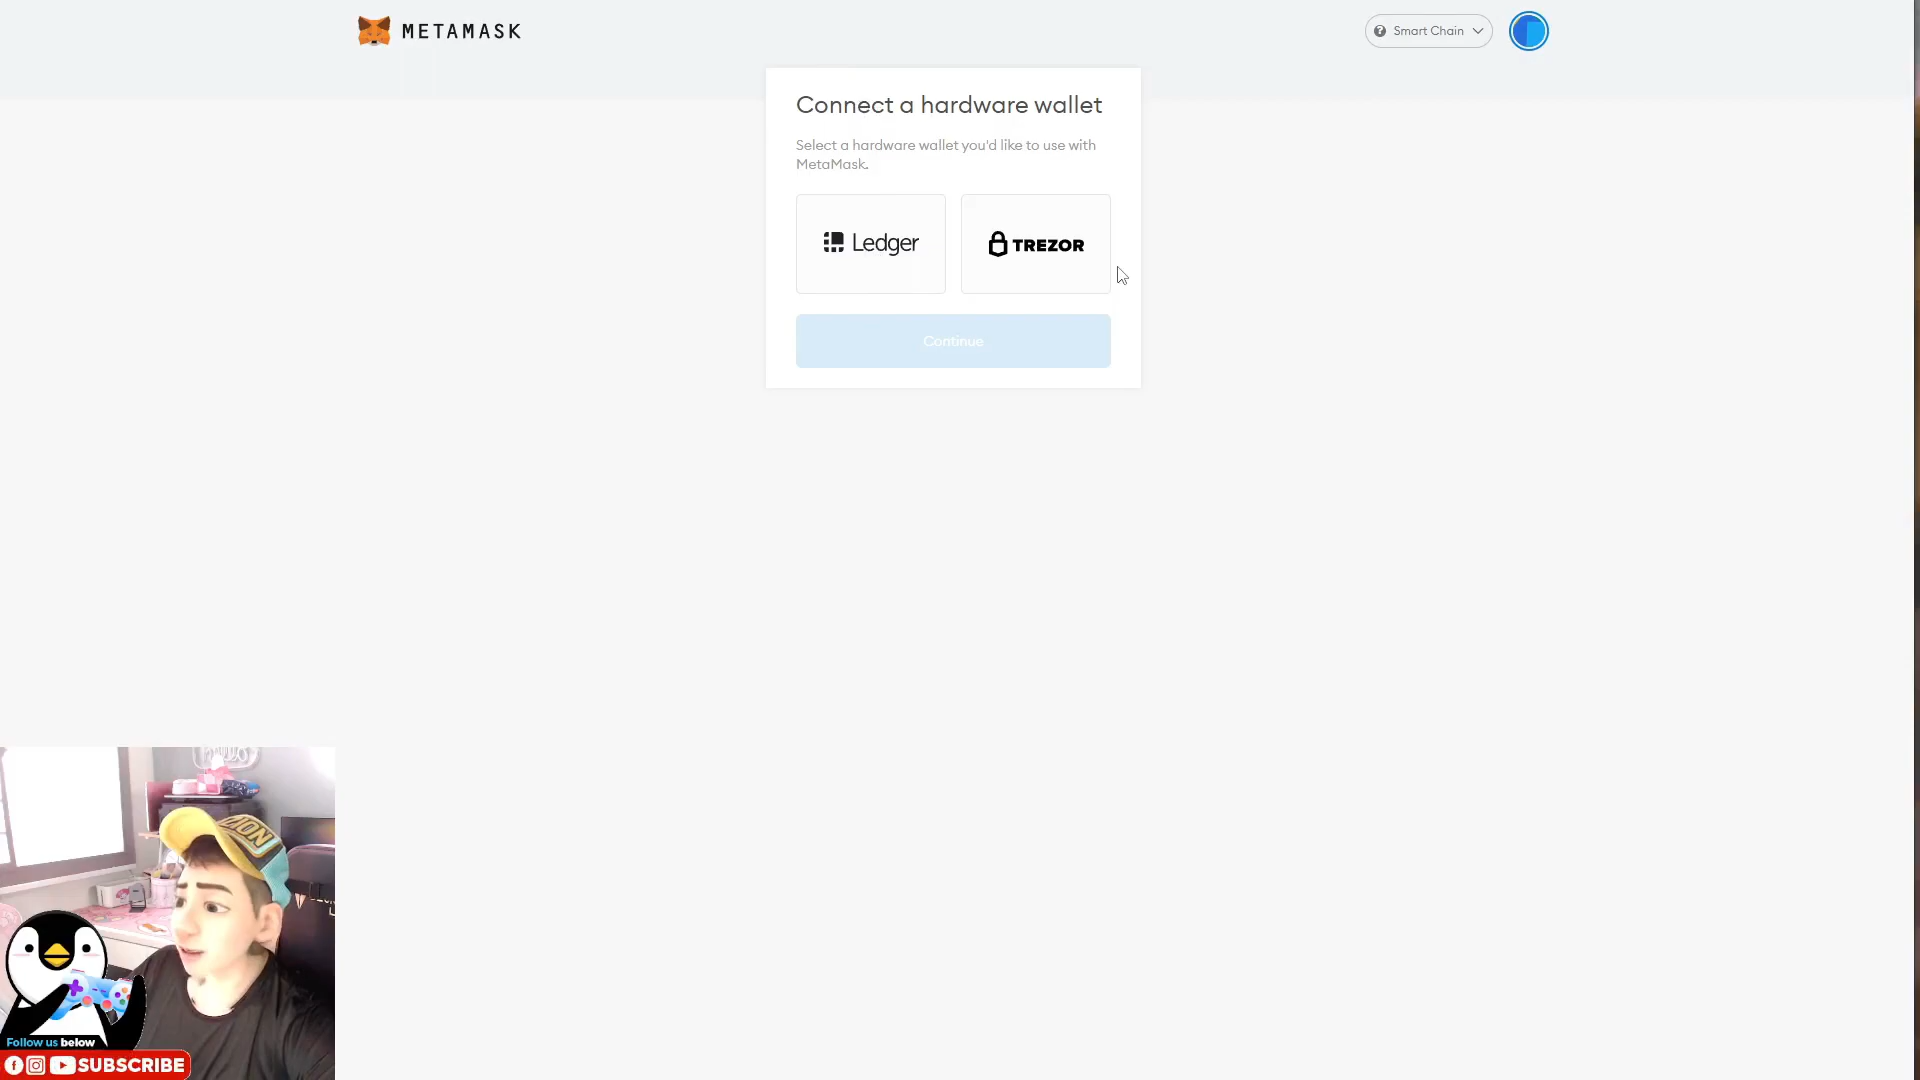 METAMASK
Smart Chain
Connect a hardware wallet
Select a hardware wallet you'd like to use with
MetaMask.
Ledger
TREZOR
Continue
Follow us below
SUBSCRIBE